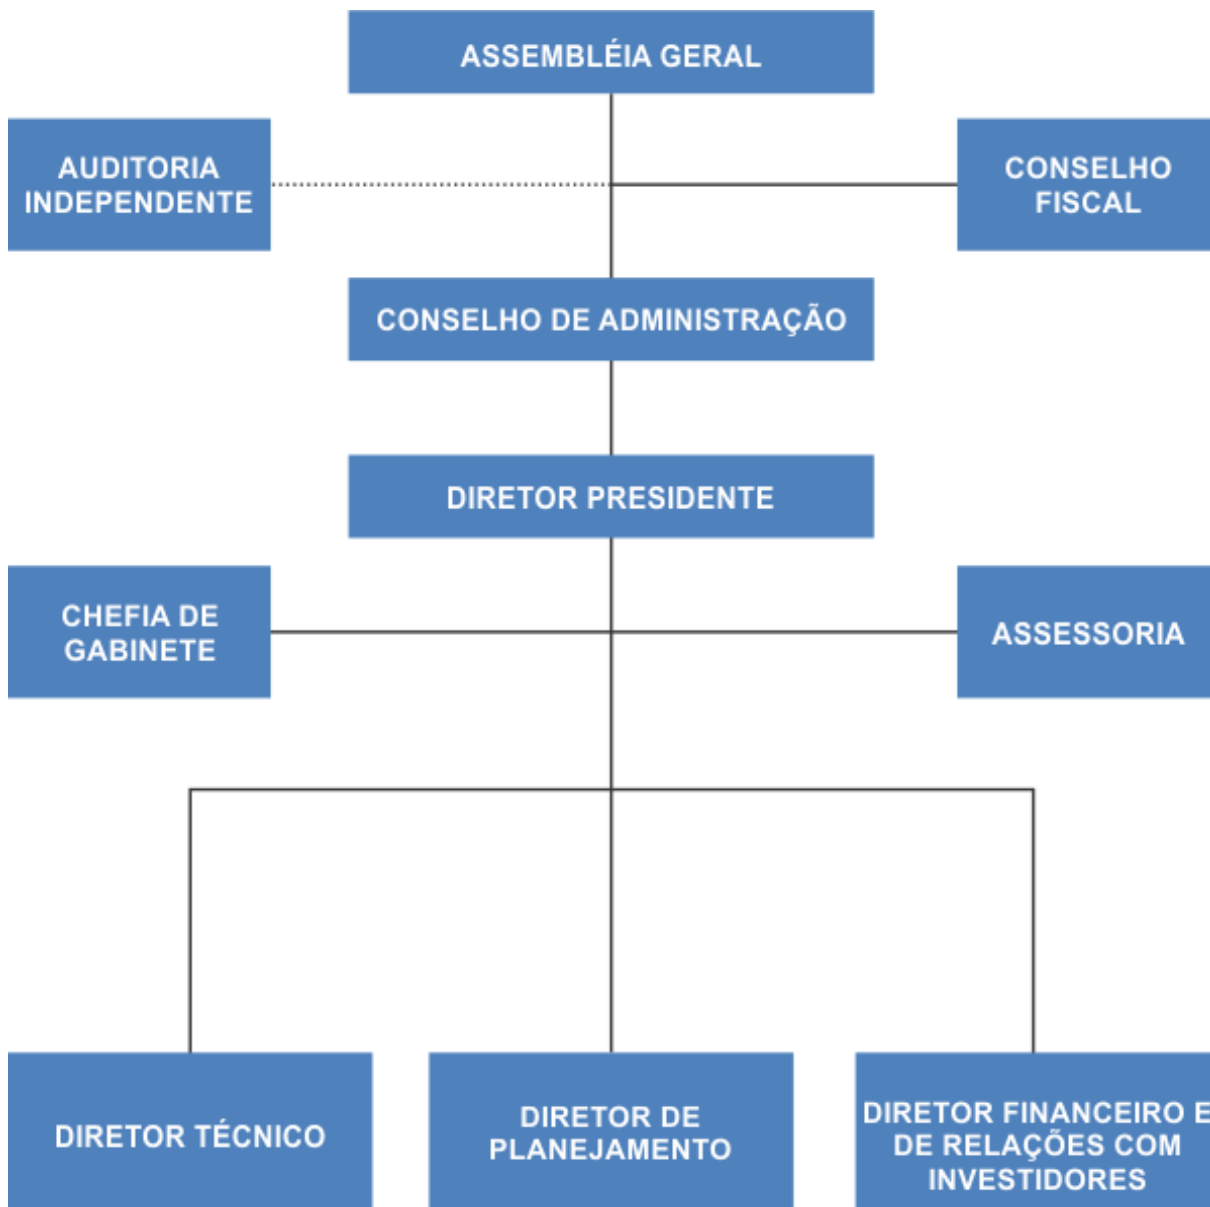 ASSEMBLÉIA GERAL
AUDITORIA
INDEPENDENTE
CONSELHO
FISCAL
CONSELHO DE ADMINISTRAÇÃO
DIRETOR PRESIDENTE
CHEFIA DE
GABINETE
ASSESSORIA
DIRETOR TÉCNICO
DIRETOR DE
PLANEJAMENTO
DIRETOR FINANCEIRO E
DE RELAÇÕES COM
INVESTIDORES